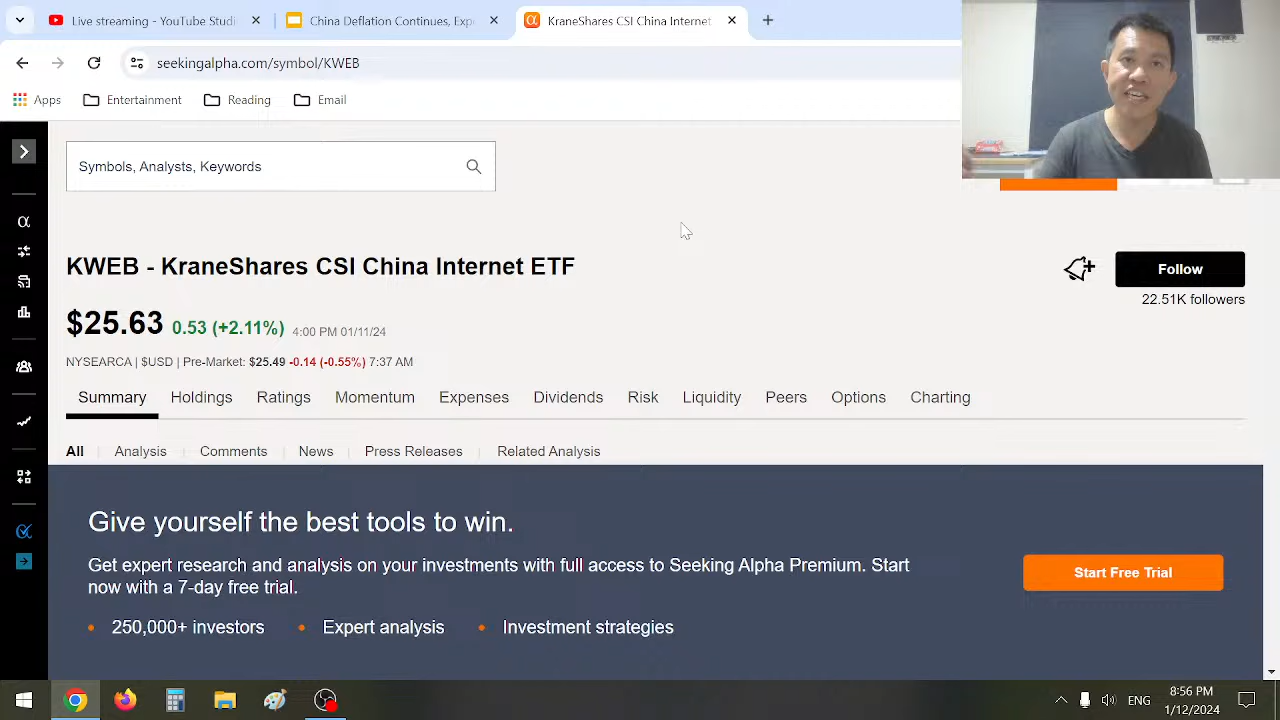 Live streaming - YouTube Studi
China Deflation Continues, Exp
KraneShares CSI China Internet
seekingalpha.com/symbol/KWEB
Apps
Entertainment
Reading
Email
Symbols, Analysts, Keywords
KWEB - KraneShares CSI China Internet ETF
Follow
22.51K followers
$25.63 0.53 (+2.11%) 4:00 PM 01/11/24
NYSEARCA | $USD | Pre-Market: $25.49 -0.14 (-0.55%) 7:37 AM
Summary Holdings Ratings Momentum Expenses Dividends Risk Liquidity Peers Options Charting
All Analysis Comments News Press Releases Related Analysis
Give yourself the best tools to win.
Get expert research and analysis on your investments with full access to Seeking Alpha Premium. Start
now with a 7-day free trial.
Start Free Trial
250,000+ investors Expert analysis Investment strategies
ENG
8:56 PM
1/12/2024